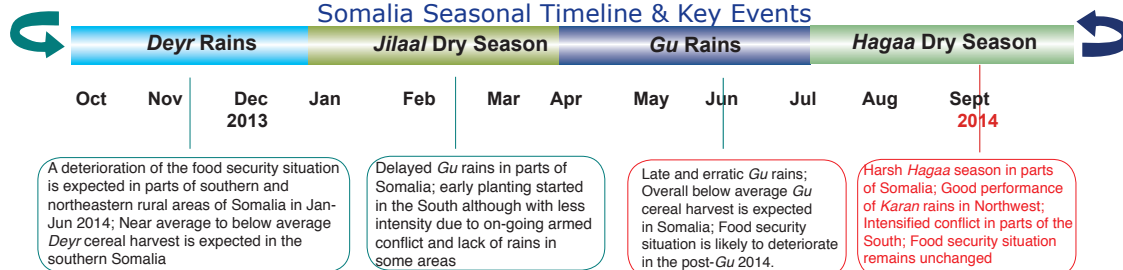 Somalia Seasonal Timeline & Key Events
Deyr Rains
Jilaal Dry Season
Gu Rains
Hagaa Dry Season
Oct Nov Dec Jan Feb Mar Apr May Jun Jul Aug Sept
2013
2014
A deterioration of the food security situation
is expected in parts of southern and
northeastern rural areas of Somalia in Jan-
Jun 2014; Near average to below average
Deyr cereal harvest is expected in the
southern Somalia
Delayed Gu rains in parts of
Somalia; early planting started
in the South although with less
intensity due to on-going armed
conflict and lack of rains in
some areas
Late and erratic Gu rains;
Overall below average Gu
cereal harvest is expected
in Somalia; Food security
situation is likely to deteriorate
in the post-Gu 2014.
Harsh Hagaa season in parts
of Somalia; Good performance
of Karan rains in Northwest;
Intensified conflict in parts of the
South; Food security situation
remains unchanged